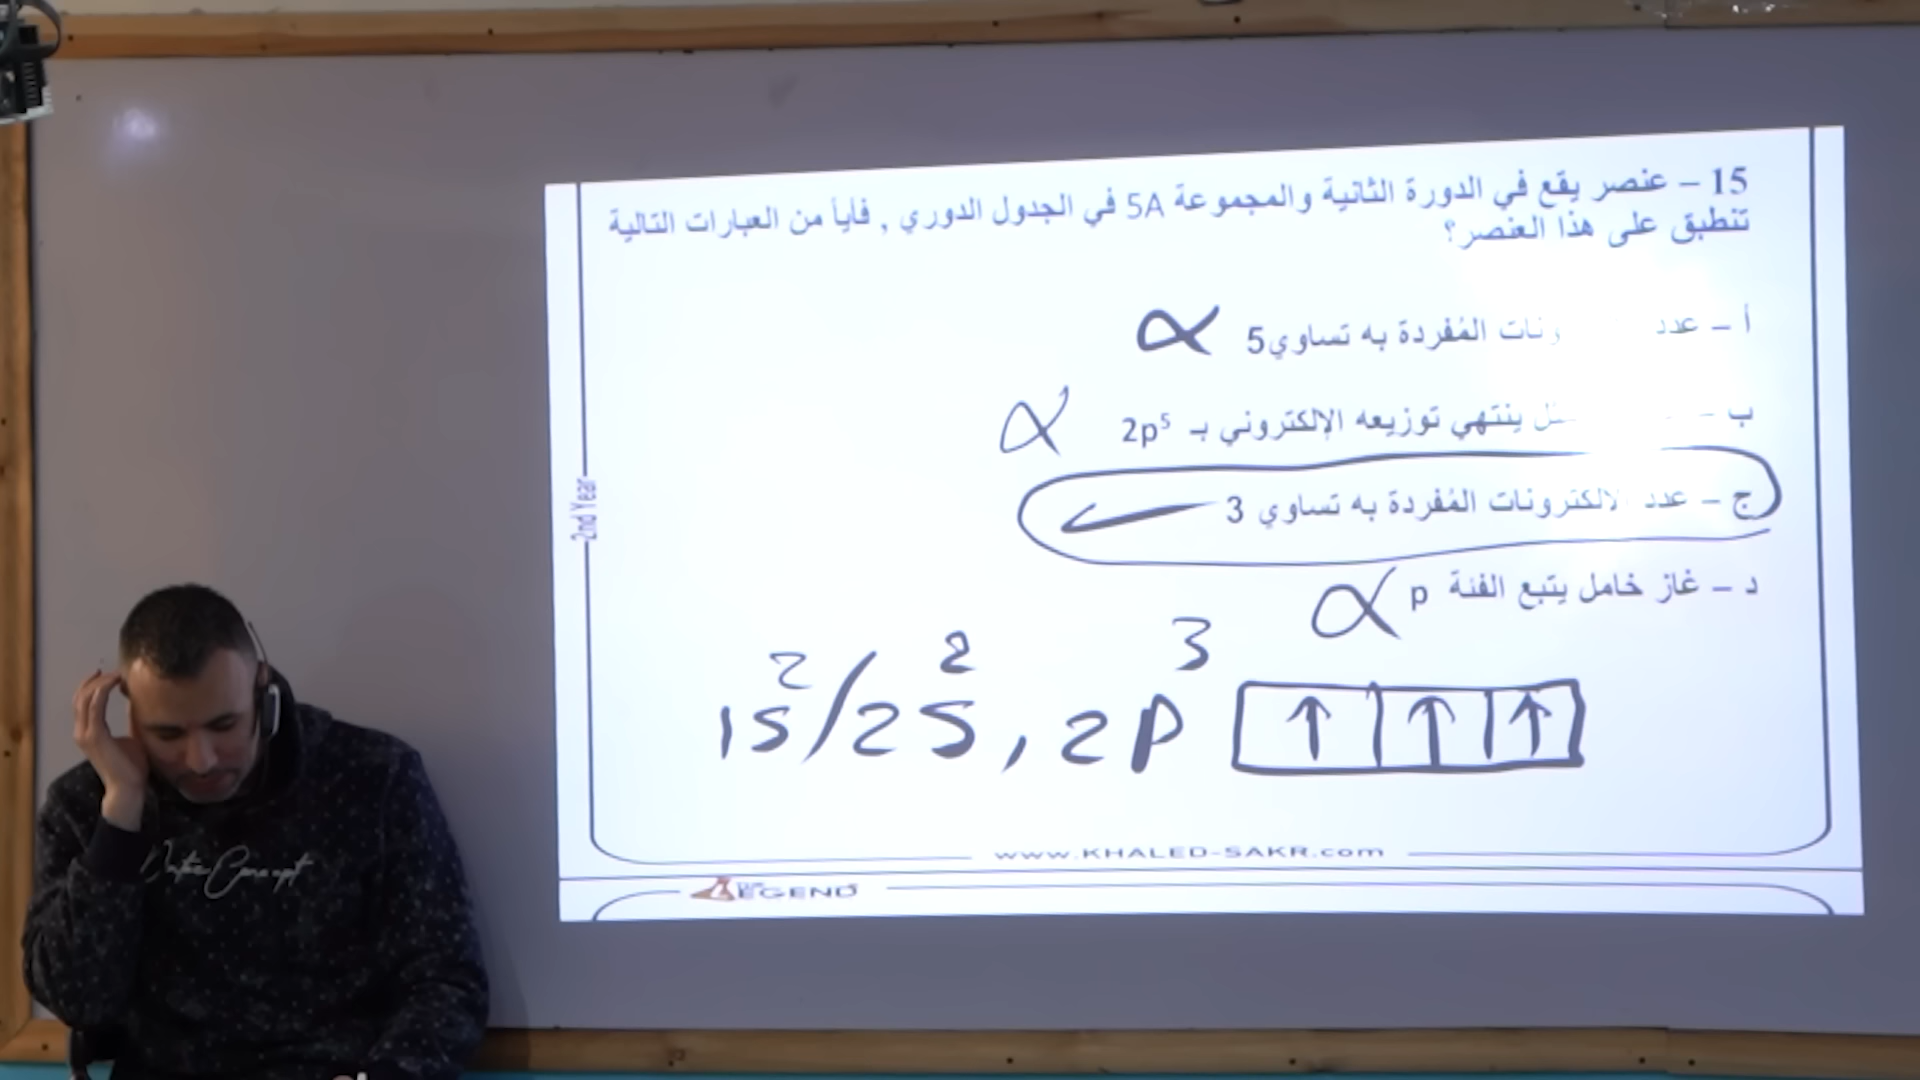 15 – عنصر يقع في الدورة الثانية والمجموعة 5A في الجدول الدوري , فأياً من العبارات التالية
تنطبق على هذا العنصر؟
أ – عدد المُفردة به تساوي 5
ب – ينتهي توزيعه الإلكتروني بـ 2p⁵
ج – عدد الالكترونات المُفردة به تساوي 3
د – غاز خامل يتبع الفئة p
1s²/2s², 2p³ ↑ ↑ ↑
2nd Year
www.KHALED-SAKR.com
LEGEND